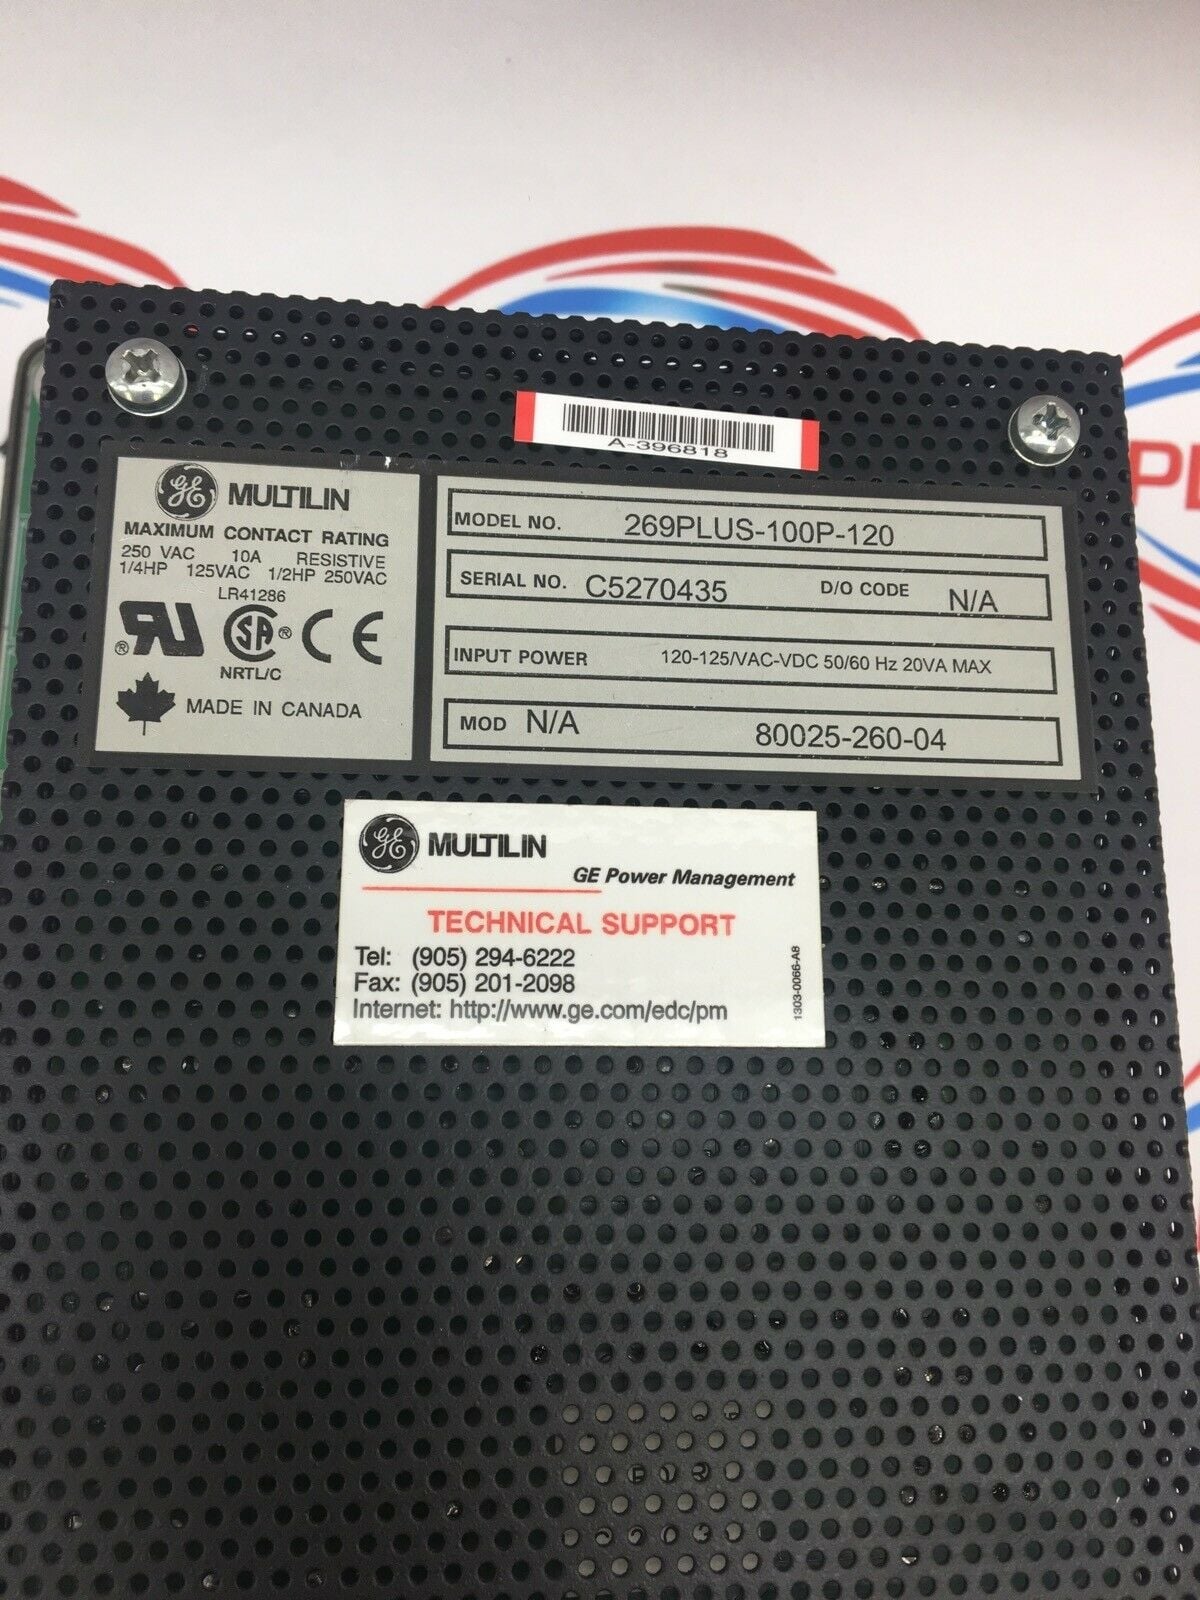 A-396818
GE MULTILIN
MAXIMUM CONTACT RATING
250 VAC 10A RESISTIVE
1/4HP 125VAC 1/2HP 250VAC
LR41286
NRTL/C
MADE IN CANADA
MODEL NO. 269PLUS-100P-120
SERIAL NO. C5270435 D/O CODE N/A
INPUT POWER 120-125/VAC-VDC 50/60 Hz 20VA MAX
MOD N/A 80025-260-04
GE MULTILIN
GE Power Management
TECHNICAL SUPPORT
Tel: (905) 294-6222
Fax: (905) 201-2098
Internet: http://www.ge.com/edc/pm
1303-0066-A8